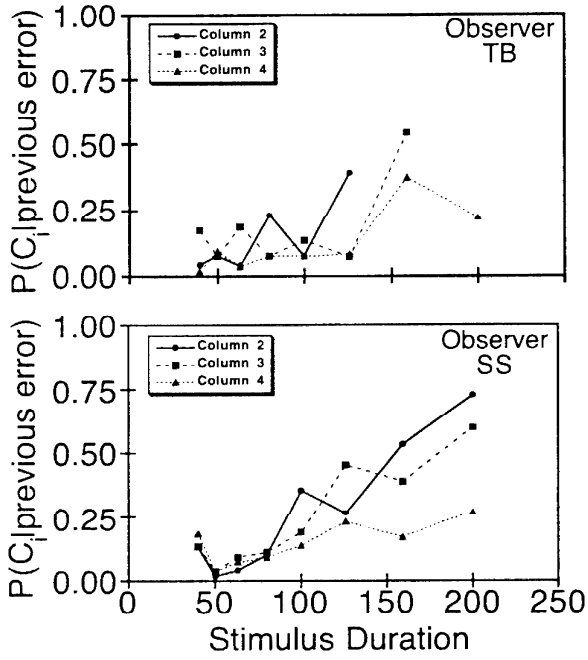 1.00
0.75
0.50
0.25
0.00
P(Ci|previous error)
Column 2
Column 3
Column 4
Observer
TB
1.00
0.75
0.50
0.25
0.00
P(Ci|previous error)
Column 2
Column 3
Column 4
Observer
SS
0
50
100
150
200
250
Stimulus Duration